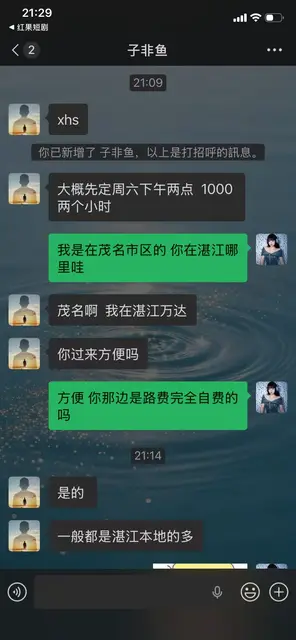 21:29
◀ 红果短剧
2
子非鱼
21:09
xhs
你已新增了 子非鱼，以上是打招呼的訊息。
大概先定周六下午两点 1000
两个小时
我是在茂名市区的 你在湛江哪
里哇
茂名啊 我在湛江万达
你过来方便吗
方便 你那边是路费完全自费的
吗
21:14
是的
一般都是湛江本地的多